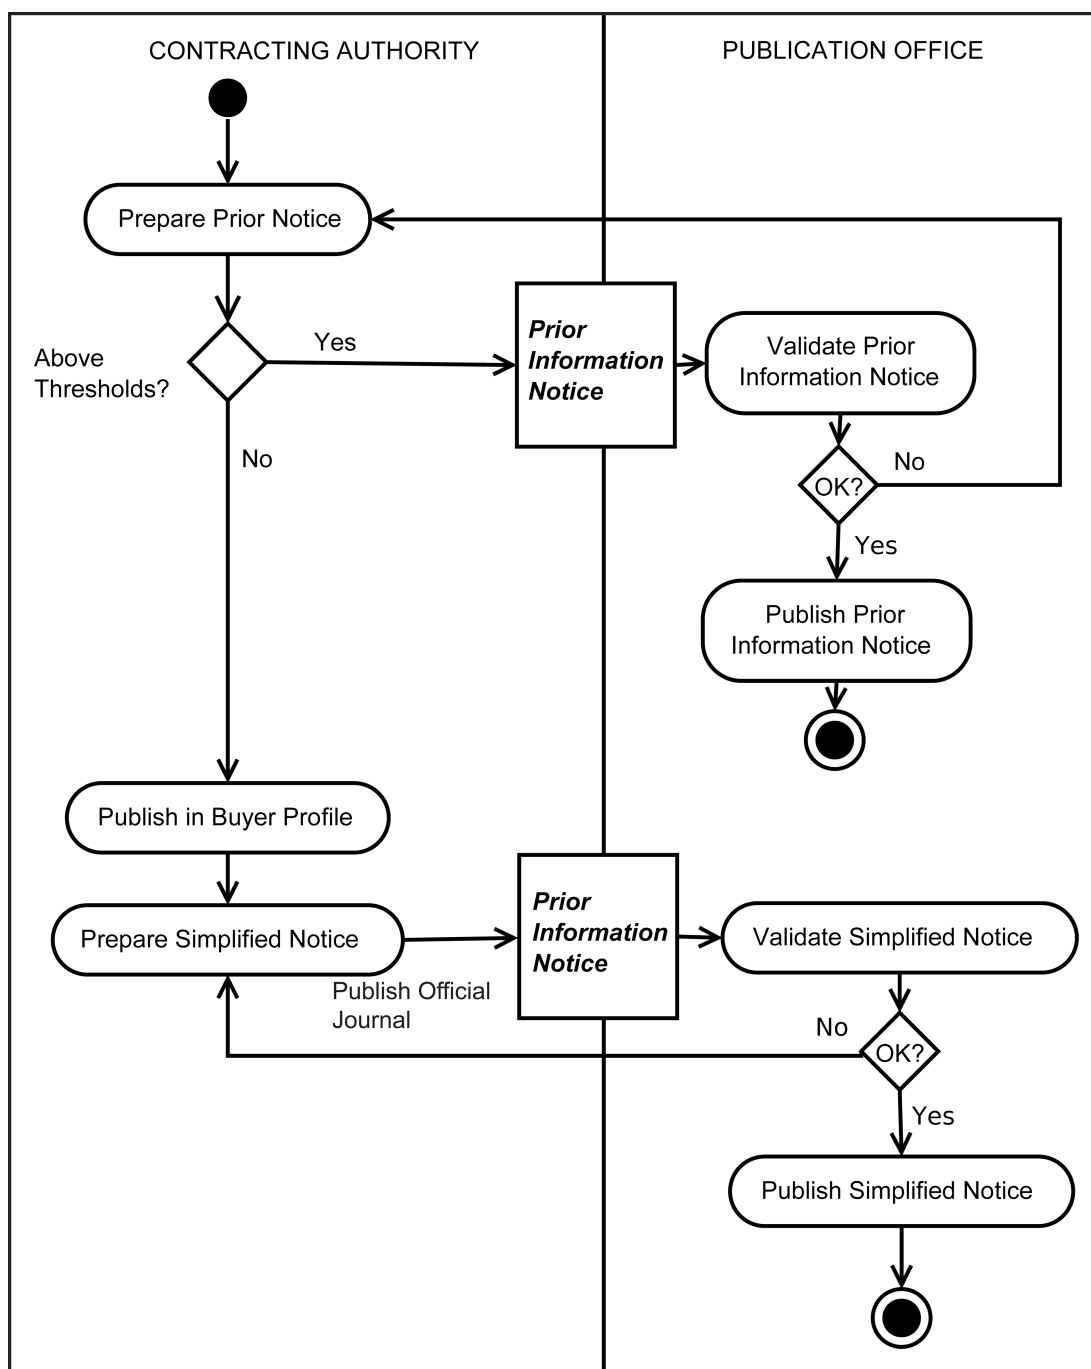 CONTRACTING AUTHORITY
PUBLICATION OFFICE
Prepare Prior Notice
Above
Thresholds?
Yes
No
Prior
Information
Notice
Validate Prior
Information Notice
OK?
No
Yes
Publish Prior
Information Notice
Publish in Buyer Profile
Prepare Simplified Notice
Publish Official
Journal
Prior
Information
Notice
Validate Simplified Notice
No
OK?
Yes
Publish Simplified Notice